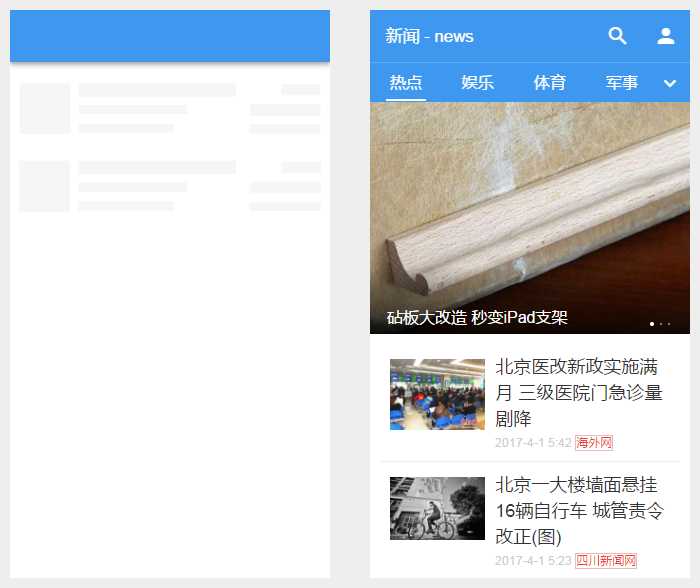 新闻 - news
热点 娱乐 体育 军事
砧板大改造 秒变iPad支架
北京医改新政实施满
月 三级医院门急诊量
剧降
2017-4-1 5:42 海外网
北京一大楼墙面悬挂
16辆自行车 城管责令
改正(图)
2017-4-1 5:23 四川新闻网